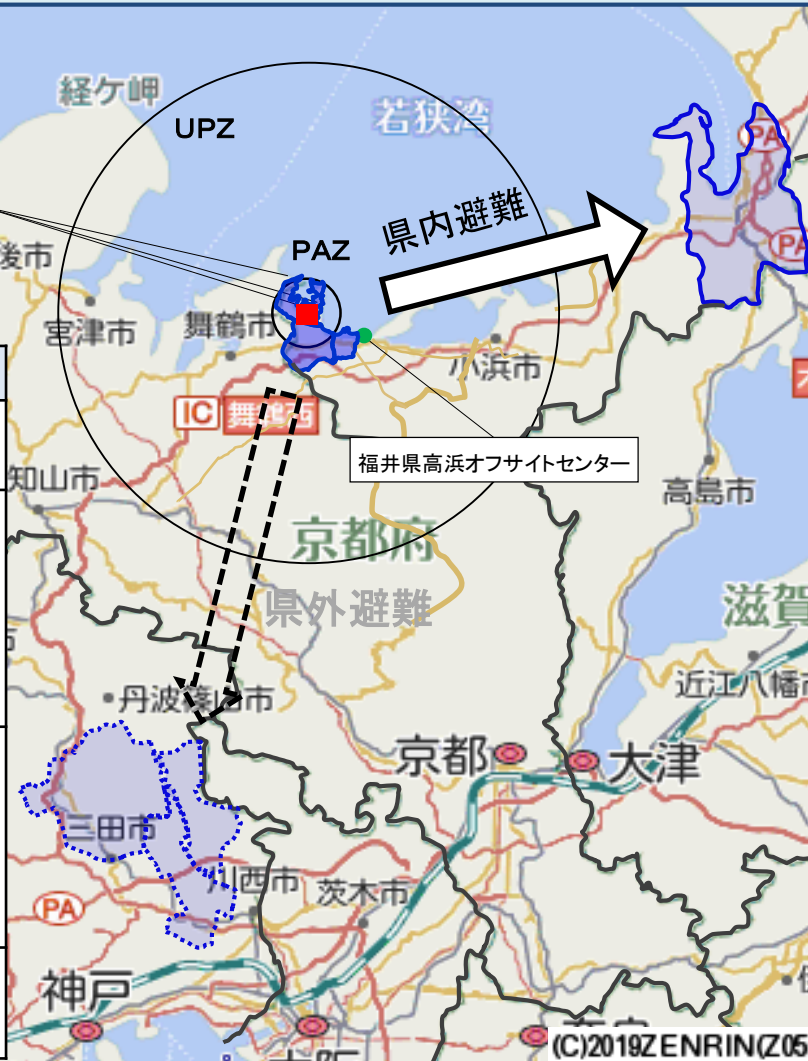 経ケ岬
UPZ
若狭湾
PA
県内避難
PAZ
後市
PA
宮津市
舞鶴市
小浜市
IC 舞鶴西
福井県高浜オフサイトセンター
知山市
高島市
京都府
県外避難
滋賀
近江八幡市
丹波篠山市
京都
大津
三田市
川西市
茨木市
PA
神戸
(C)2019ZENRIN(Z05